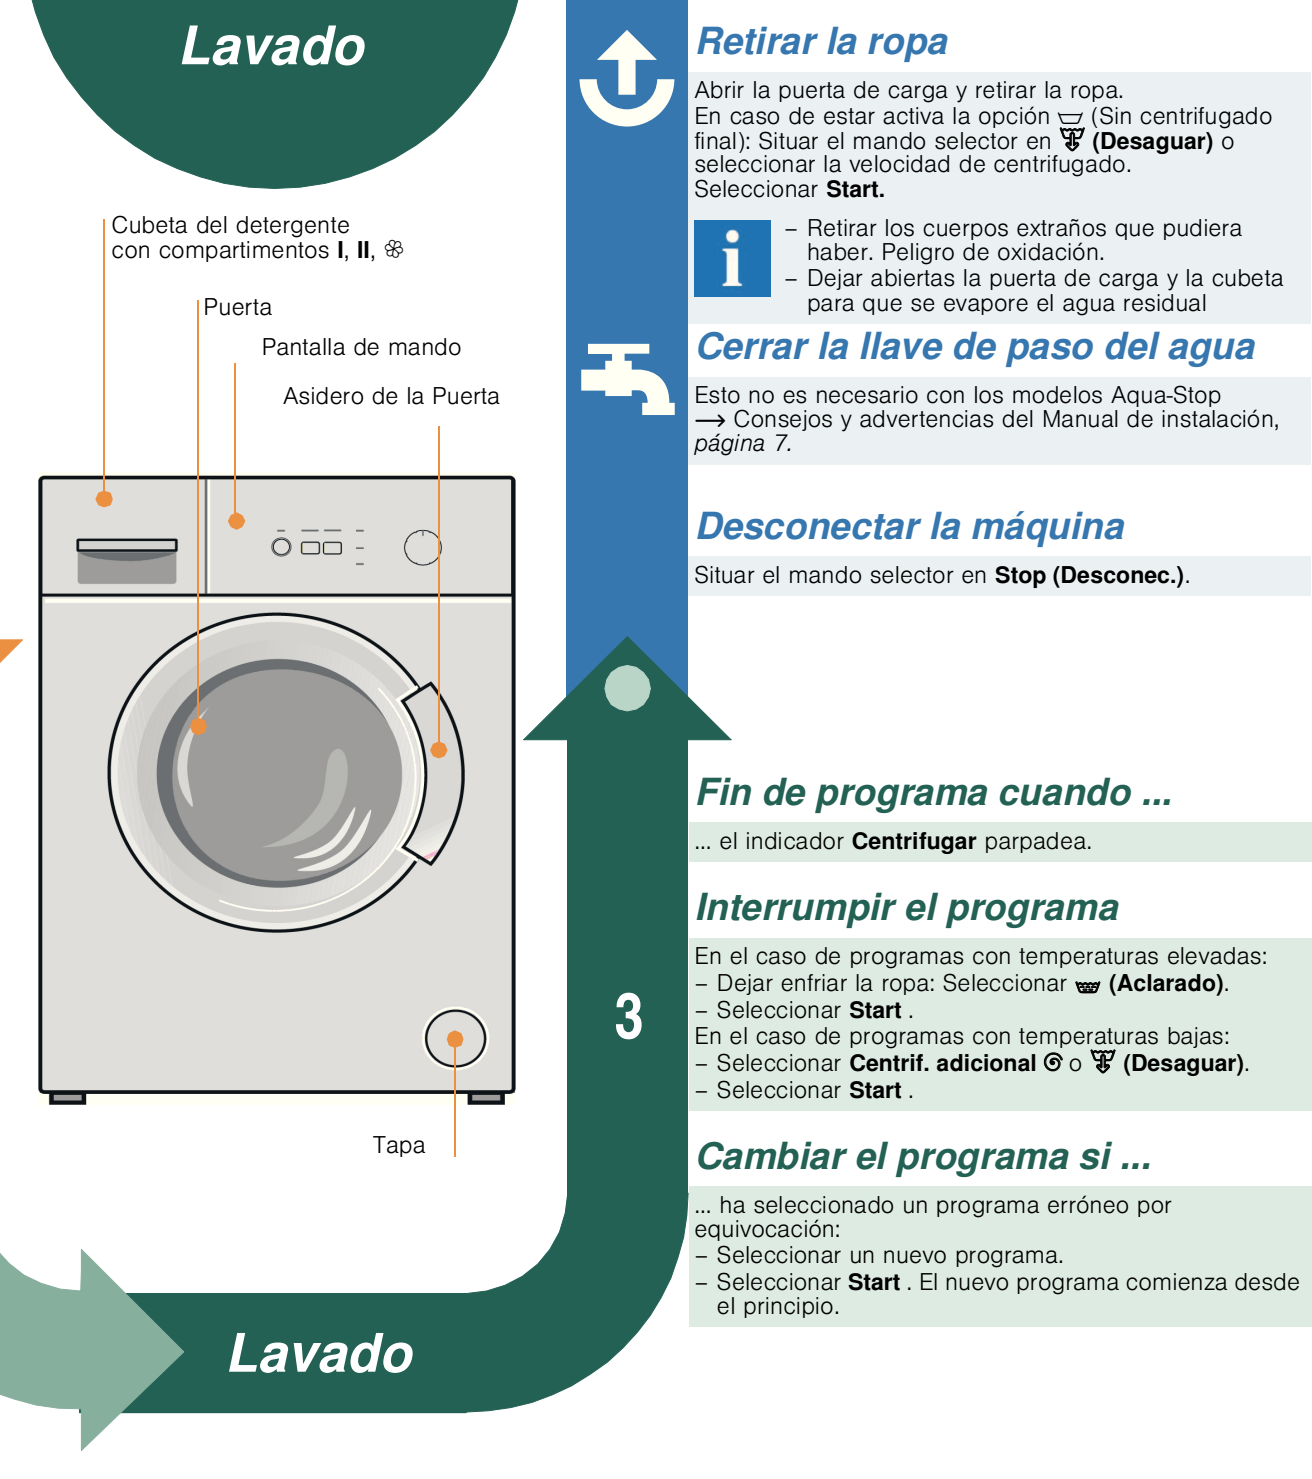 Lavado
Cubeta del detergente
con compartimentos I, II, ❀
Puerta
Pantalla de mando
Asidero de la Puerta
Tapa
Lavado
3
Retirar la ropa
Abrir la puerta de carga y retirar la ropa.
En caso de estar activa la opción (Sin centrifugado
final): Situar el mando selector en (Desaguar) o
seleccionar la velocidad de centrifugado.
Seleccionar Start.
i
– Retirar los cuerpos extraños que pudiera
haber. Peligro de oxidación.
– Dejar abiertas la puerta de carga y la cubeta
para que se evapore el agua residual
Cerrar la llave de paso del agua
Esto no es necesario con los modelos Aqua-Stop
→ Consejos y advertencias del Manual de instalación,
página 7.
Desconectar la máquina
Situar el mando selector en Stop (Desconec.).
Fin de programa cuando ...
... el indicador Centrifugar parpadea.
Interrumpir el programa
En el caso de programas con temperaturas elevadas:
– Dejar enfriar la ropa: Seleccionar (Aclarado).
– Seleccionar Start .
En el caso de programas con temperaturas bajas:
– Seleccionar Centrif. adicional o (Desaguar).
– Seleccionar Start .
Cambiar el programa si ...
... ha seleccionado un programa erróneo por
equivocación:
– Seleccionar un nuevo programa.
– Seleccionar Start . El nuevo programa comienza desde
el principio.